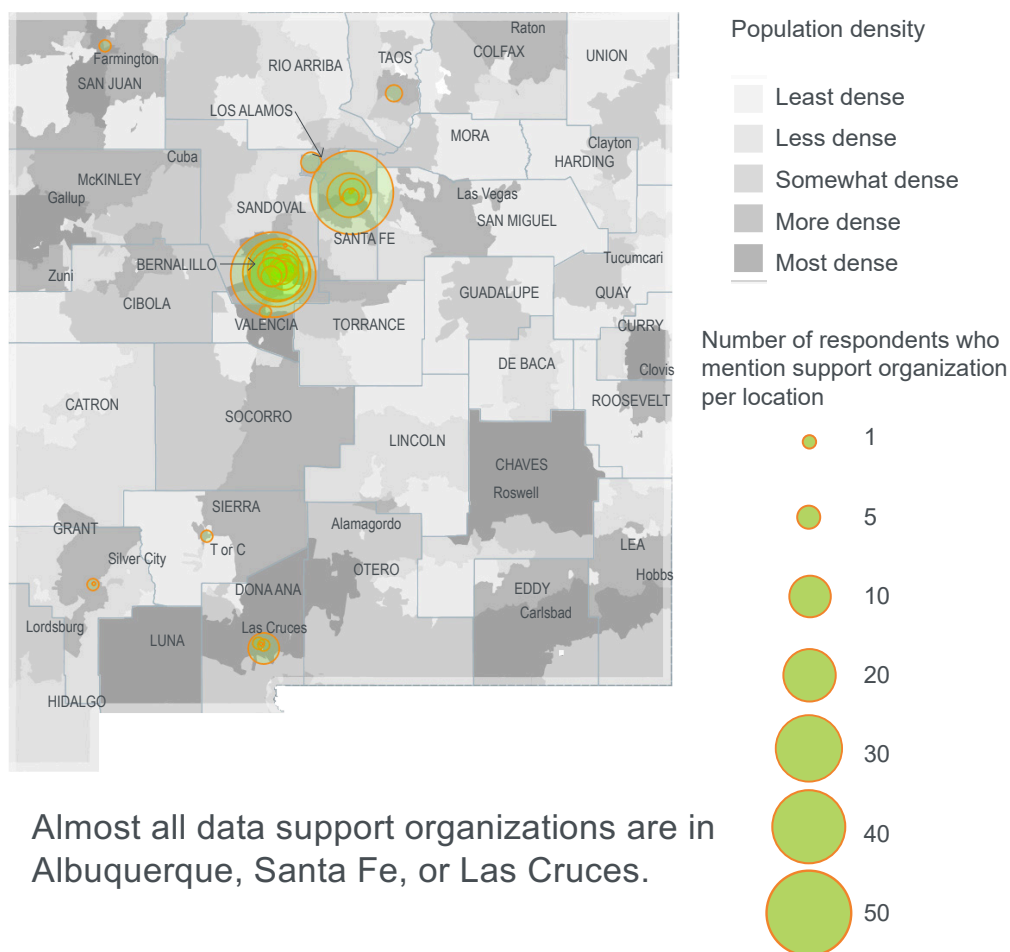 Raton
Farmington
RIO ARRIBA
TAOS
COLFAX
UNION
SAN JUAN
LOS ALAMOS
MORA
Clayton
Cuba
HARDING
McKINLEY
Gallup
Las Vegas
SANDOVAL
SAN MIGUEL
SANTA FE
Tucumcari
Zuni
BERNALILLO
CIBOLA
GUADALUPE
QUAY
VALENCIA
TORRANCE
CURRY
DE BACA
Clovis
CATRON
SOCORRO
ROOSEVELT
LINCOLN
CHAVES
Roswell
SIERRA
GRANT
Alamagordo
T or C
Silver City
LEA
OTERO
Hobbs
DONA ANA
EDDY
Carlsbad
Lordsburg
LUNA
Las Cruces
HIDALGO
Population density
Least dense
Less dense
Somewhat dense
More dense
Most dense
Number of respondents who
mention support organization
per location
1
5
10
20
30
40
50
Almost all data support organizations are in
Albuquerque, Santa Fe, or Las Cruces.